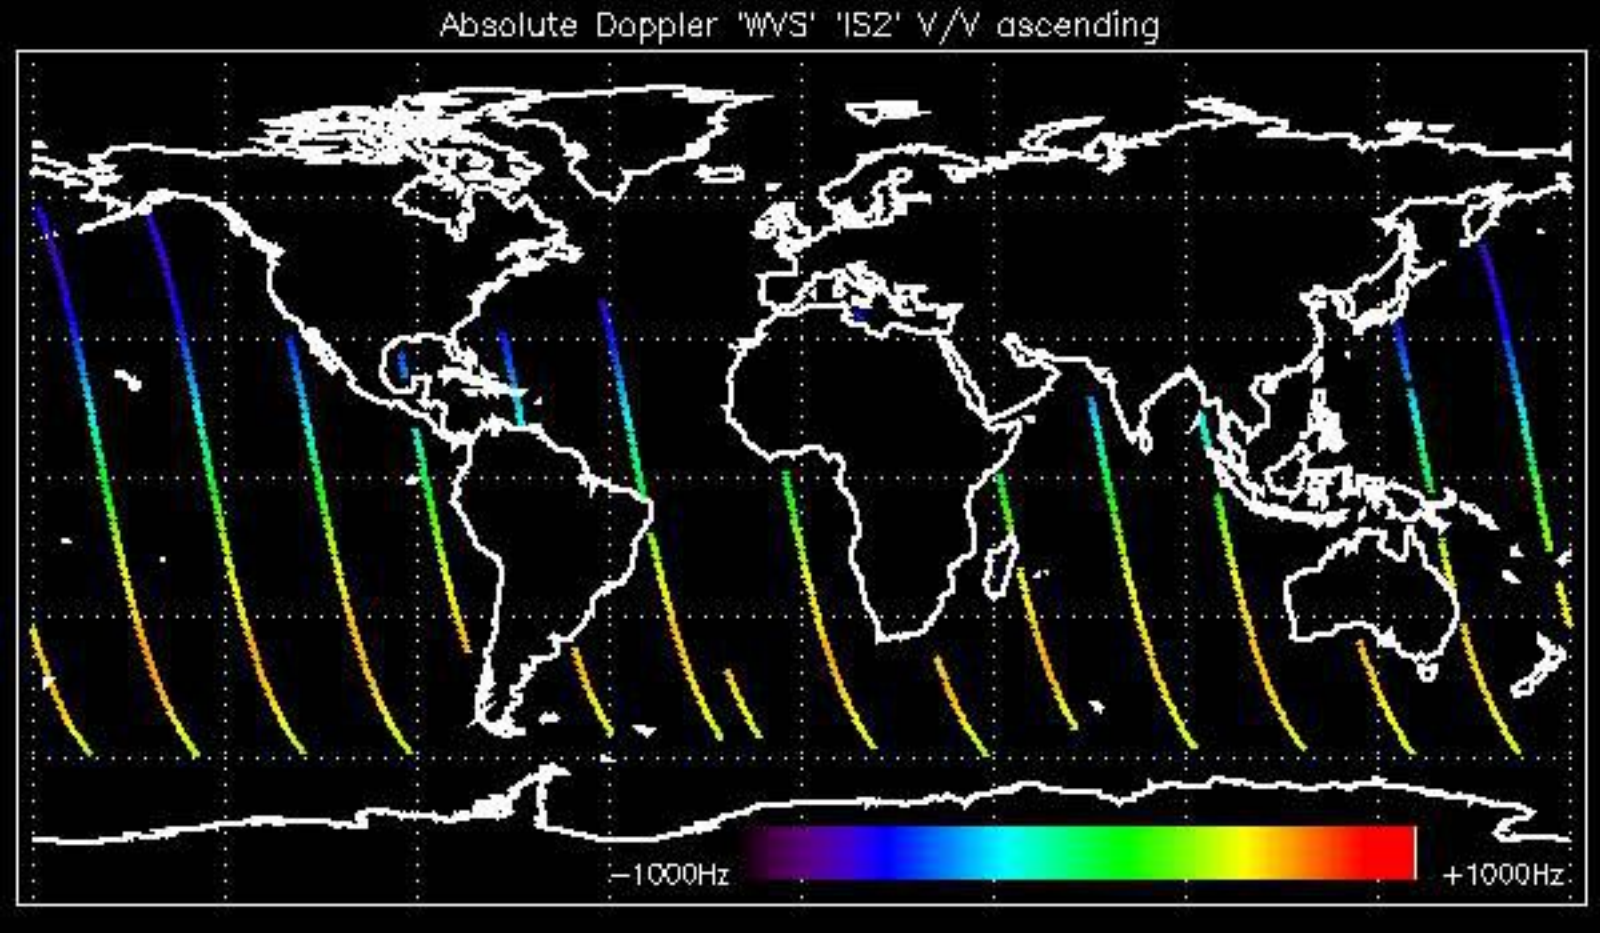 Absolute Doppler 'WVS' 'IS2' V/V ascending
−1000Hz +1000Hz